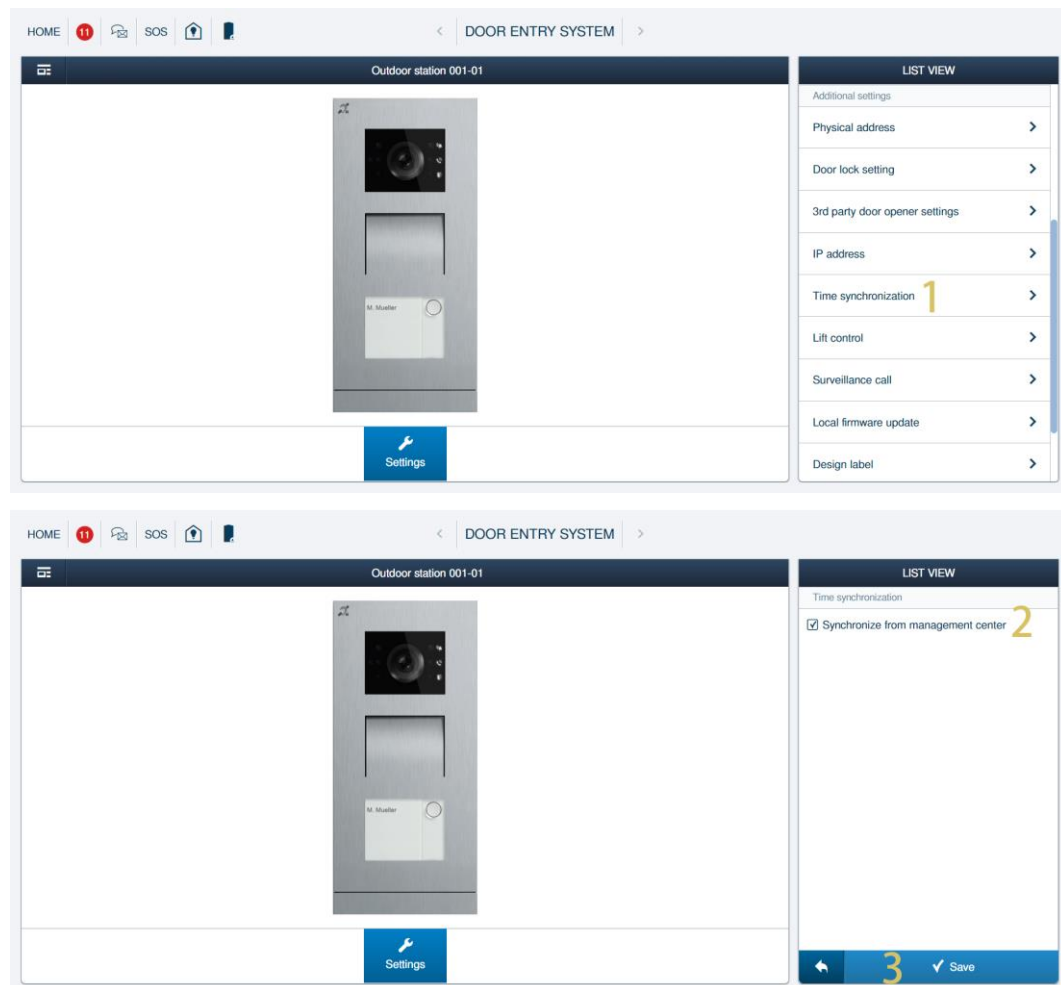 HOME 11 SOS < DOOR ENTRY SYSTEM >
Outdoor station 001-01
LIST VIEW
Additional settings
Physical address
Door lock setting
3rd party door opener settings
IP address
Time synchronization 1
Lift control
Surveillance call
Local firmware update
Design label
M. Mueller
Settings
HOME 11 SOS < DOOR ENTRY SYSTEM >
Outdoor station 001-01
LIST VIEW
Time synchronization
Synchronize from management center 2
M. Mueller
Settings
3 Save